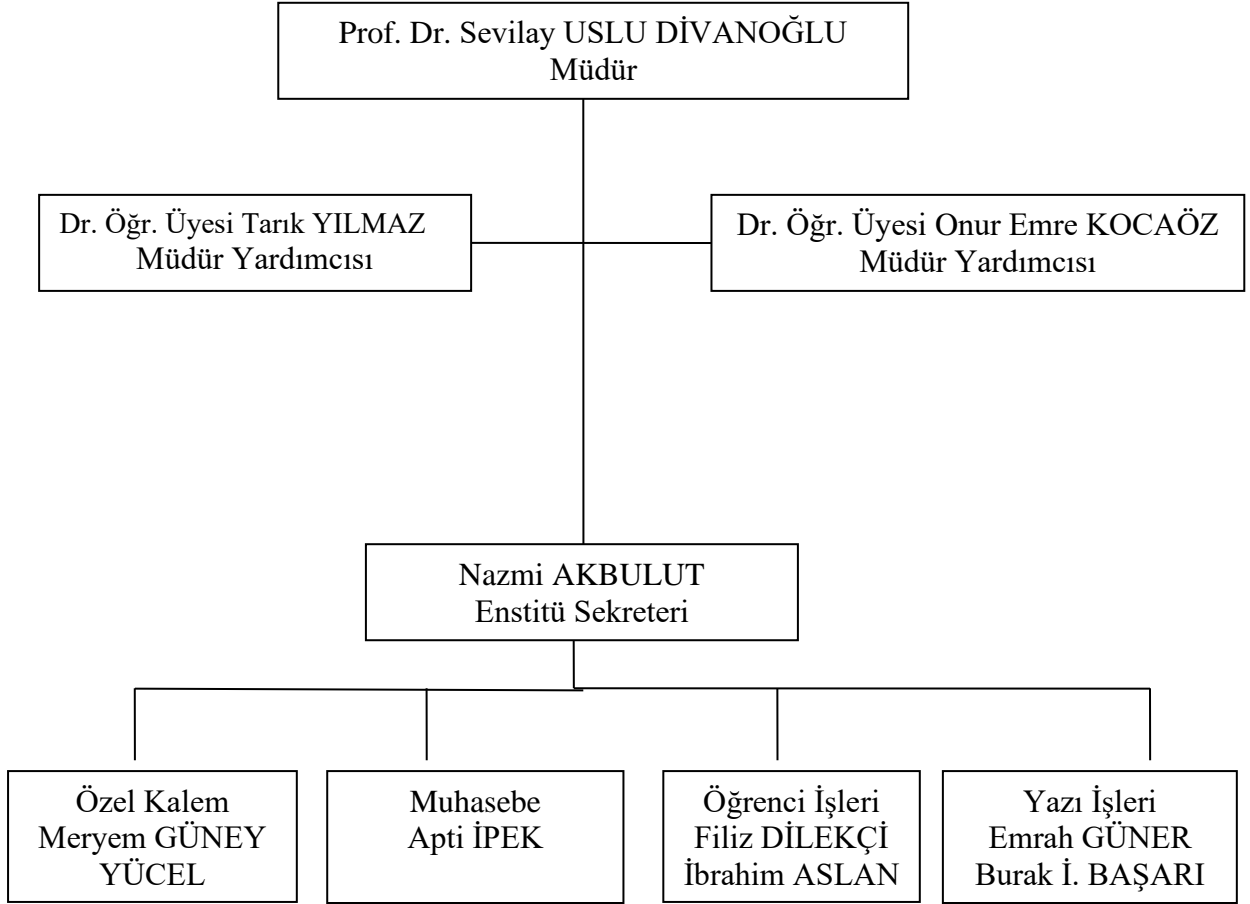 Prof. Dr. Sevilay USLU DİVANOĞLU
Müdür
Dr. Öğr. Üyesi Tarık YILMAZ
Müdür Yardımcısı
Dr. Öğr. Üyesi Onur Emre KOCAÖZ
Müdür Yardımcısı
Nazmi AKBULUT
Enstitü Sekreteri
Özel Kalem
Meryem GÜNEY
YÜCEL
Muhasebe
Apti İPEK
Öğrenci İşleri
Filiz DİLEKÇİ
İbrahim ASLAN
Yazı İşleri
Emrah GÜNER
Burak İ. BAŞARI